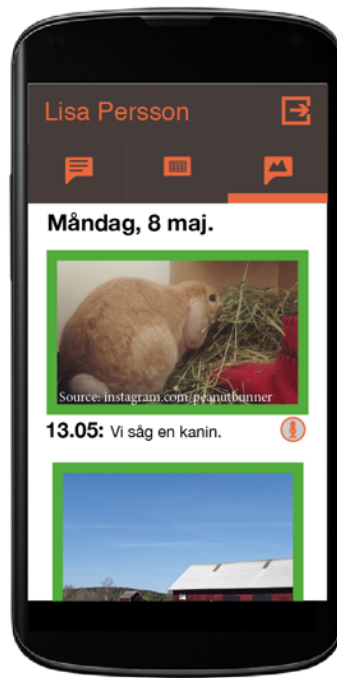 Lisa Persson
Måndag, 8 maj.
Source: instagram.com/peanutbunner
13.05: Vi såg en kanin.